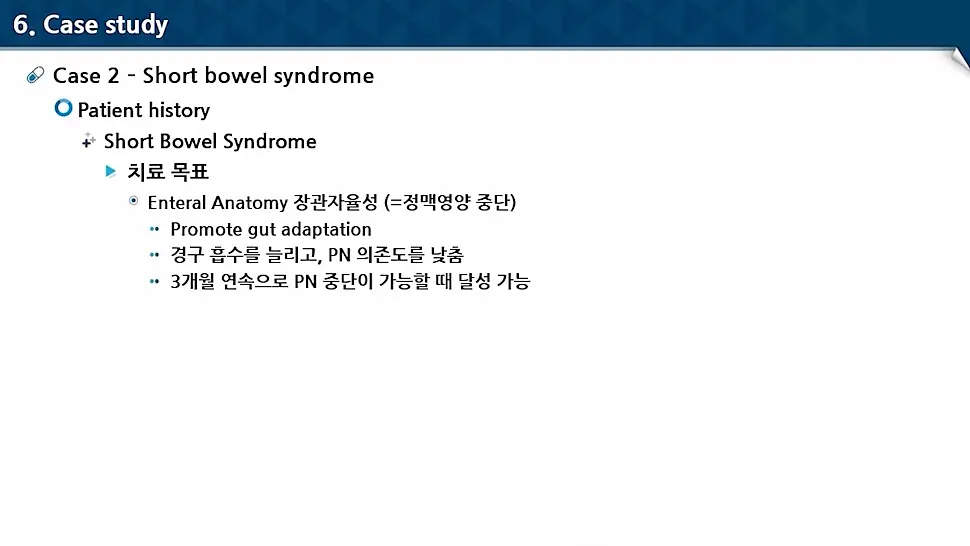 6. Case study
Case 2 - Short bowel syndrome
Patient history
Short Bowel Syndrome
치료 목표
Enteral Anatomy 장관자율성 (=정맥영양 중단)
Promote gut adaptation
경구 흡수를 늘리고, PN 의존도를 낮춤
3개월 연속으로 PN 중단이 가능할 때 달성 가능